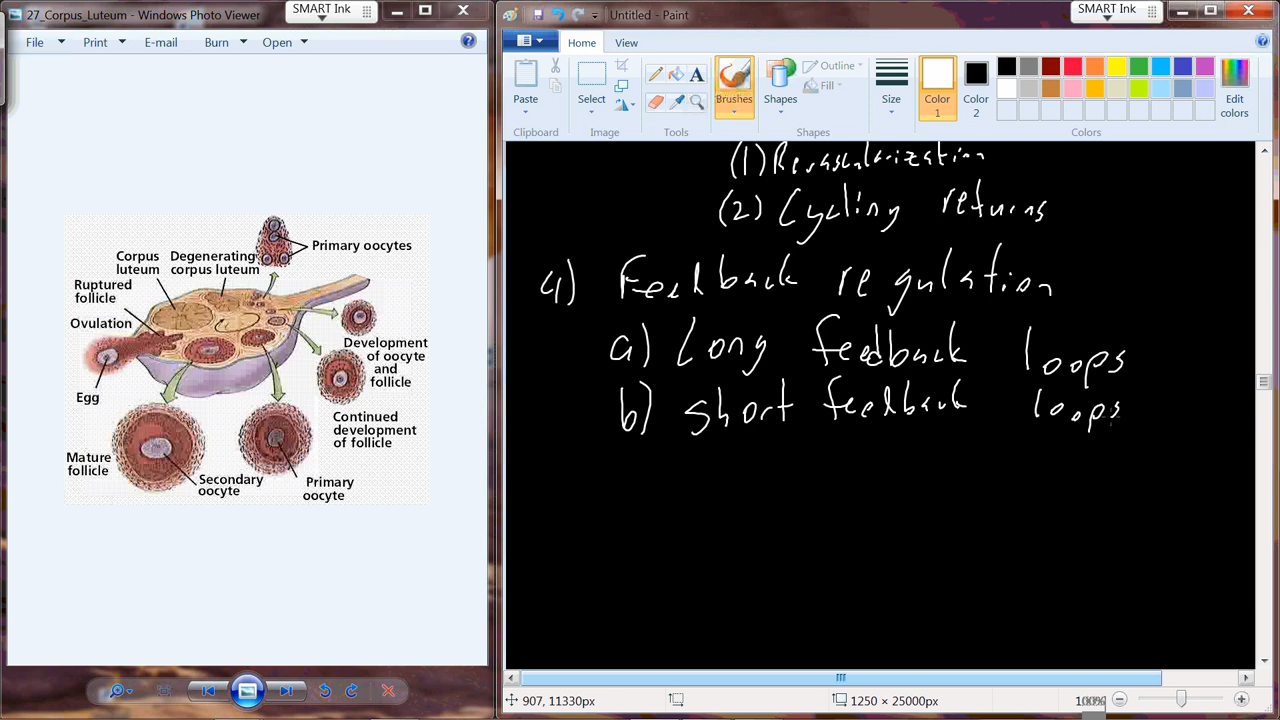 27_Corpus_Luteum - Windows Photo Viewer
SMART Ink
File Print E-mail Burn Open
Primary oocytes
Corpus luteum
Degenerating corpus luteum
Ruptured follicle
Ovulation
Egg
Development of oocyte and follicle
Continued development of follicle
Mature follicle
Secondary oocyte
Primary oocyte
Untitled - Paint
SMART Ink
Home View
Paste
Select
Brushes
Shapes
Outline
Fill
Size
Color 1
Color 2
Edit colors
Clipboard Image Tools Shapes Colors
(1) Revascularization
(2) Cycling returns
4) Feedback regulation
a) Long feedback loops
b) short feedback loops
907, 11330px
1250 × 25000px
100%